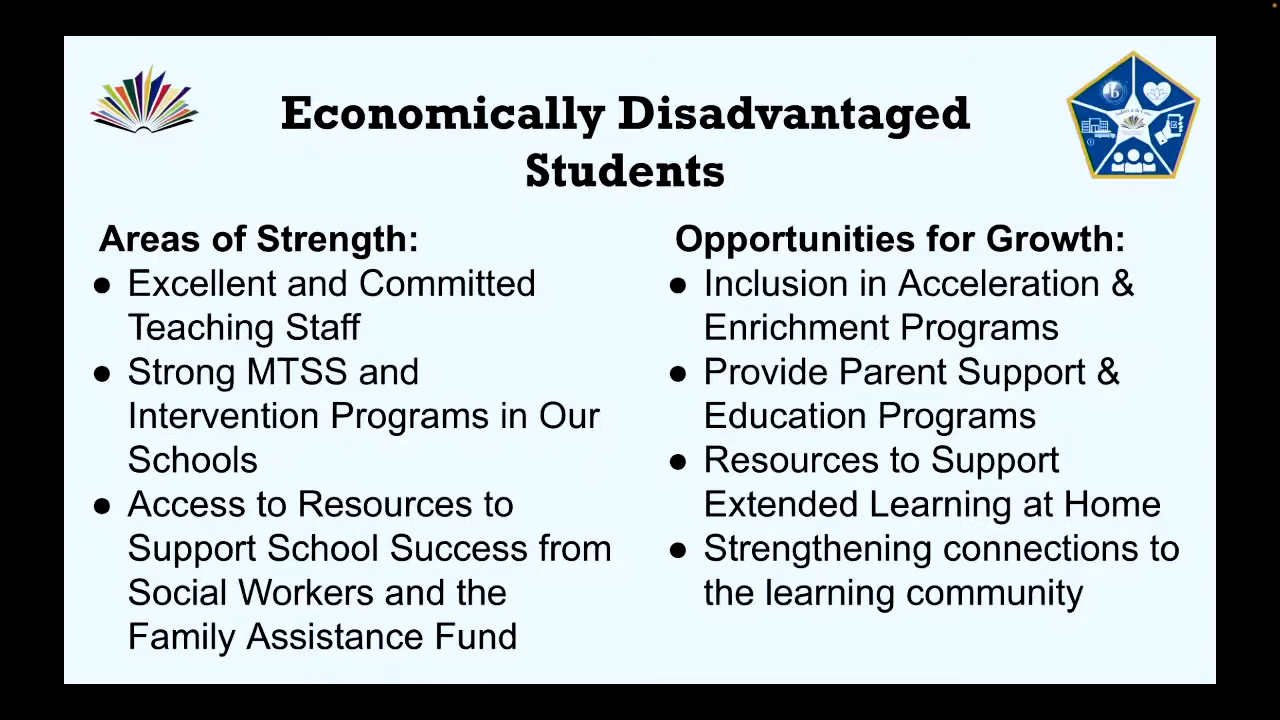 Economically Disadvantaged
Students
Areas of Strength:
● Excellent and Committed
Teaching Staff
● Strong MTSS and
Intervention Programs in Our
Schools
● Access to Resources to
Support School Success from
Social Workers and the
Family Assistance Fund
Opportunities for Growth:
● Inclusion in Acceleration &
Enrichment Programs
● Provide Parent Support &
Education Programs
● Resources to Support
Extended Learning at Home
● Strengthening connections to
the learning community